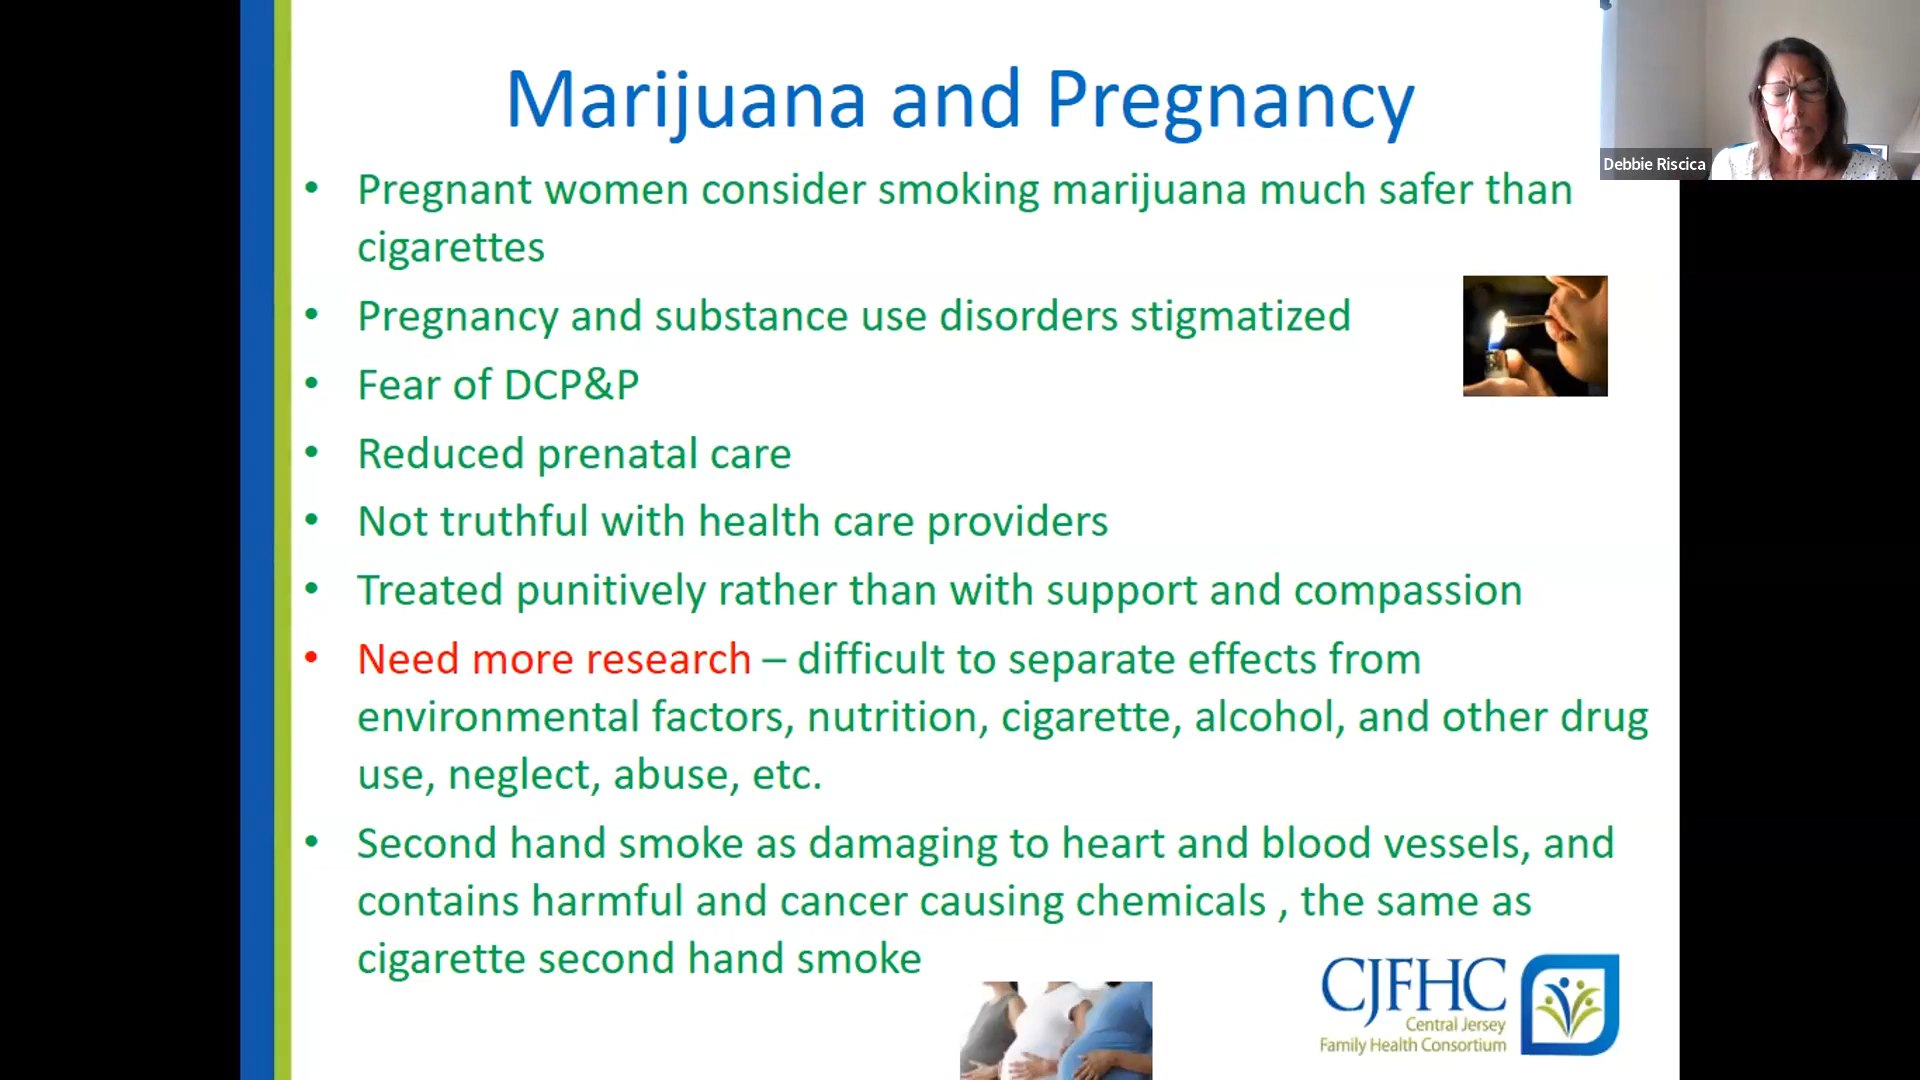 Marijuana and Pregnancy
Debbie Riscica
• Pregnant women consider smoking marijuana much safer than
cigarettes
• Pregnancy and substance use disorders stigmatized
• Fear of DCP&P
• Reduced prenatal care
• Not truthful with health care providers
• Treated punitively rather than with support and compassion
• Need more research – difficult to separate effects from
environmental factors, nutrition, cigarette, alcohol, and other drug
use, neglect, abuse, etc.
• Second hand smoke as damaging to heart and blood vessels, and
contains harmful and cancer causing chemicals , the same as
cigarette second hand smoke
CJFHC
Central Jersey
Family Health Consortium